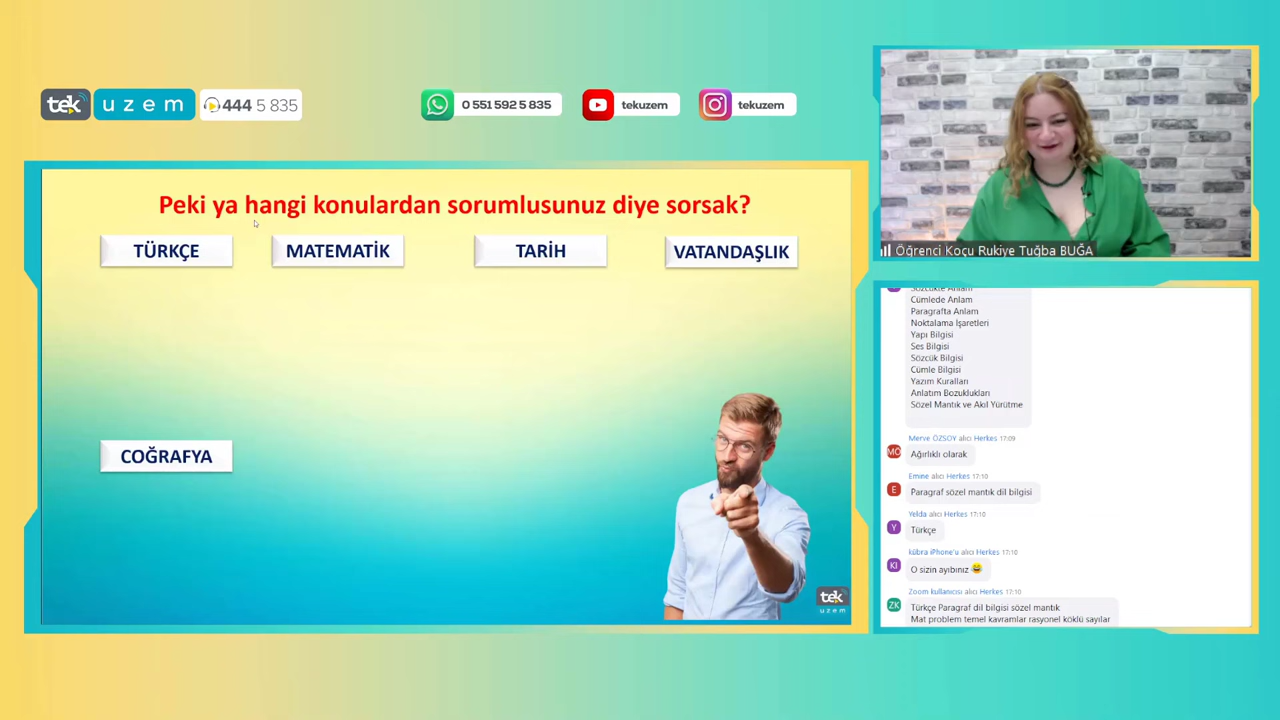 tek uzem 444 5 835
0 551 592 5 835
tekuzem
tekuzem
Peki ya hangi konulardan sorumlusunuz diye sorsak?
TÜRKÇE
MATEMATİK
TARİH
VATANDAŞLIK
COĞRAFYA
tek
uzem
Öğrenci Koçu Rukiye Tuğba BUĞA
Sözcükte Anlam
Cümlede Anlam
Paragrafta Anlam
Noktalama İşaretleri
Yapı Bilgisi
Ses Bilgisi
Sözcük Bilgisi
Cümle Bilgisi
Yazım Kuralları
Anlatım Bozuklukları
Sözel Mantık ve Akıl Yürütme
Merve ÖZSOY alıcı Herkes 17:09
MÖ
Ağırlıklı olarak
Emine alıcı Herkes 17:10
E
Paragraf sözel mantık dil bilgisi
Yelda alıcı Herkes 17:10
Y
Türkçe
kübra iPhone'u alıcı Herkes 17:10
KI
O sizin ayıbınız 😄
Zoom kullanıcısı alıcı Herkes 17:10
ZK
Türkçe Paragraf dil bilgisi sözel mantık
Mat problem temel kavramlar rasyonel köklü sayılar